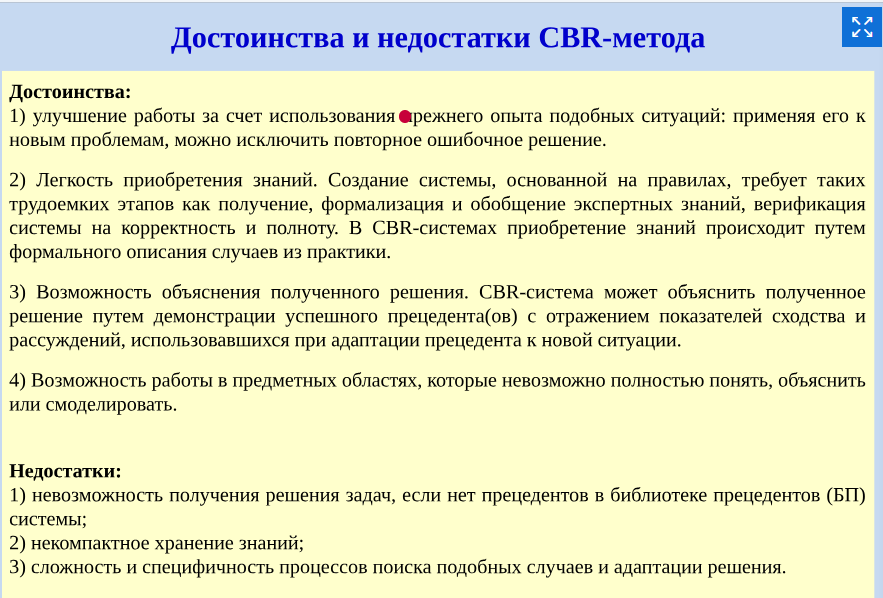 Достоинства и недостатки CBR-метода
Достоинства:
1) улучшение работы за счет использования прежнего опыта подобных ситуаций: применяя его к
новым проблемам, можно исключить повторное ошибочное решение.
2) Легкость приобретения знаний. Создание системы, основанной на правилах, требует таких
трудоемких этапов как получение, формализация и обобщение экспертных знаний, верификация
системы на корректность и полноту. В CBR-системах приобретение знаний происходит путем
формального описания случаев из практики.
3) Возможность объяснения полученного решения. CBR-система может объяснить полученное
решение путем демонстрации успешного прецедента(ов) с отражением показателей сходства и
рассуждений, использовавшихся при адаптации прецедента к новой ситуации.
4) Возможность работы в предметных областях, которые невозможно полностью понять, объяснить
или смоделировать.
Недостатки:
1) невозможность получения решения задач, если нет прецедентов в библиотеке прецедентов (БП)
системы;
2) некомпактное хранение знаний;
3) сложность и специфичность процессов поиска подобных случаев и адаптации решения.